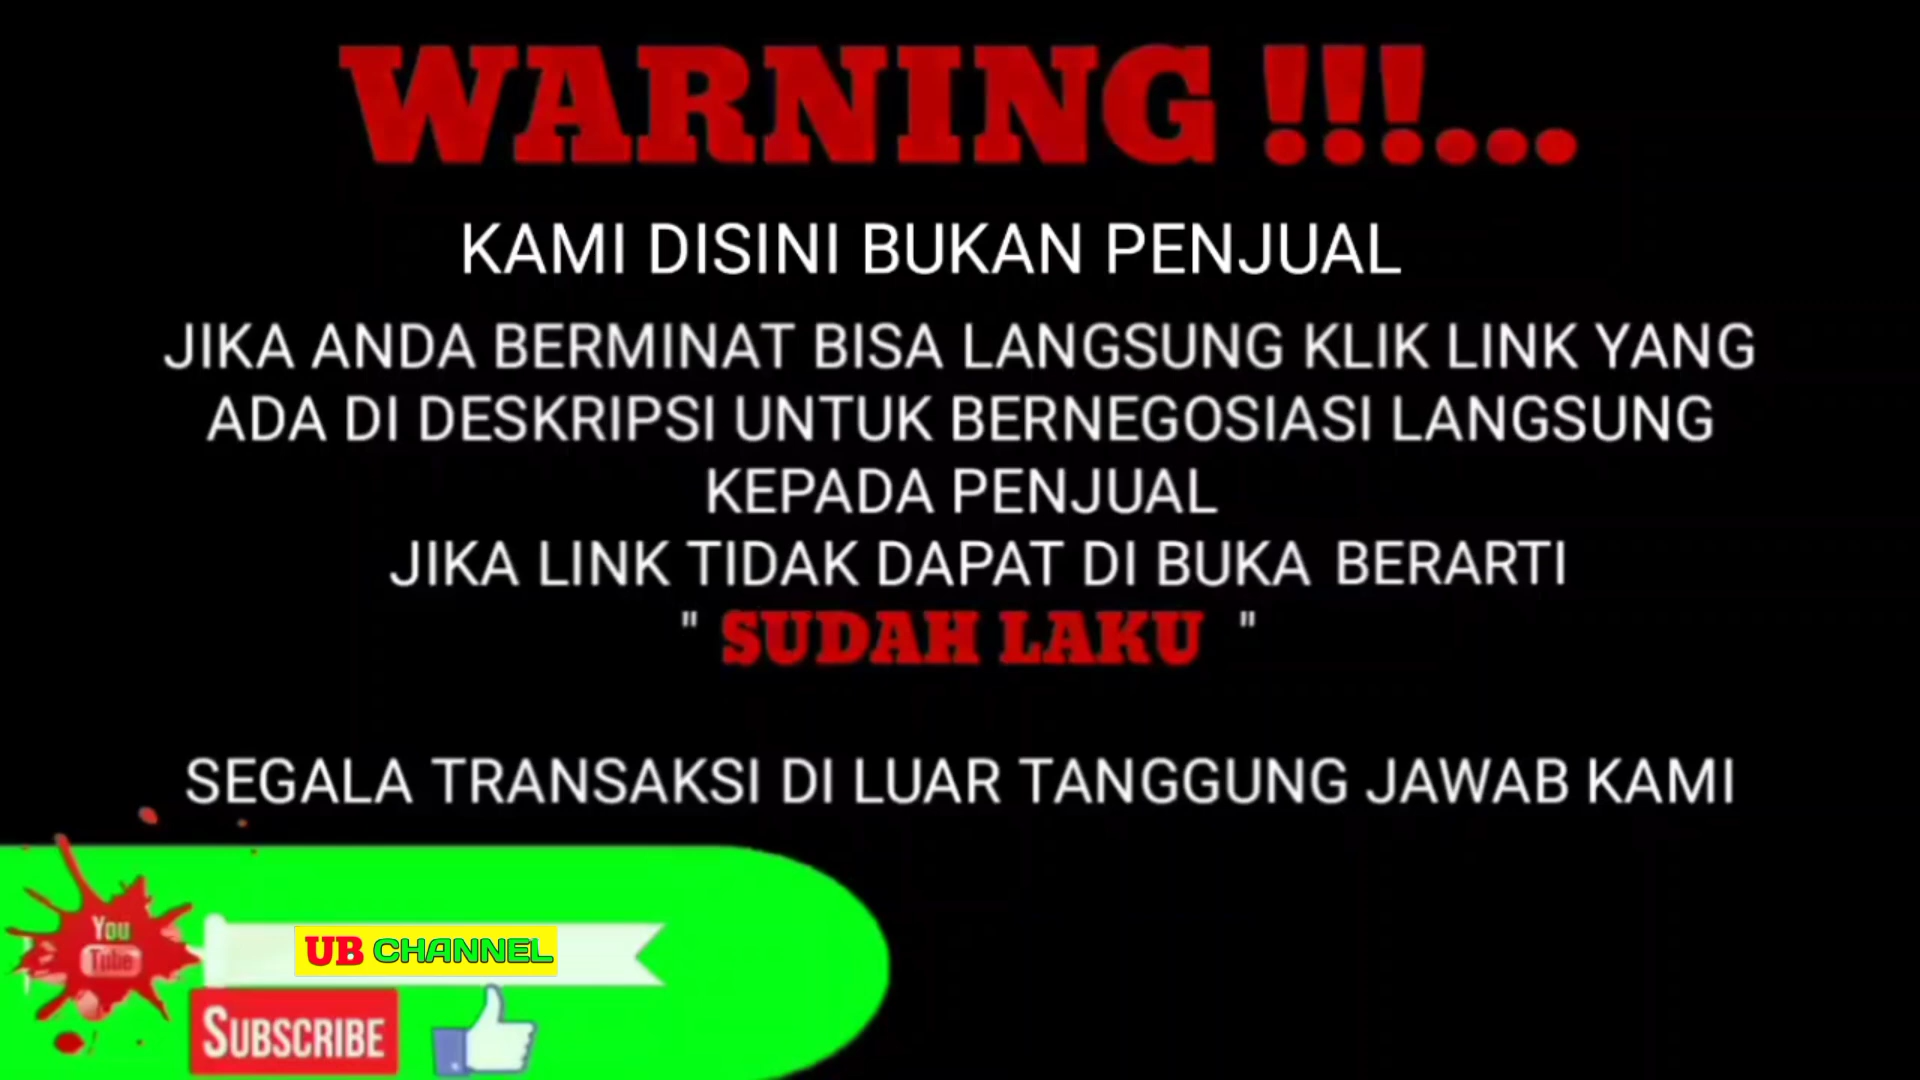 WARNING !!!...
KAMI DISINI BUKAN PENJUAL
JIKA ANDA BERMINAT BISA LANGSUNG KLIK LINK YANG
ADA DI DESKRIPSI UNTUK BERNEGOSIASI LANGSUNG
KEPADA PENJUAL
JIKA LINK TIDAK DAPAT DI BUKA BERARTI
" SUDAH LAKU "
SEGALA TRANSAKSI DI LUAR TANGGUNG JAWAB KAMI
You
Tube
UB CHANNEL
SUBSCRIBE